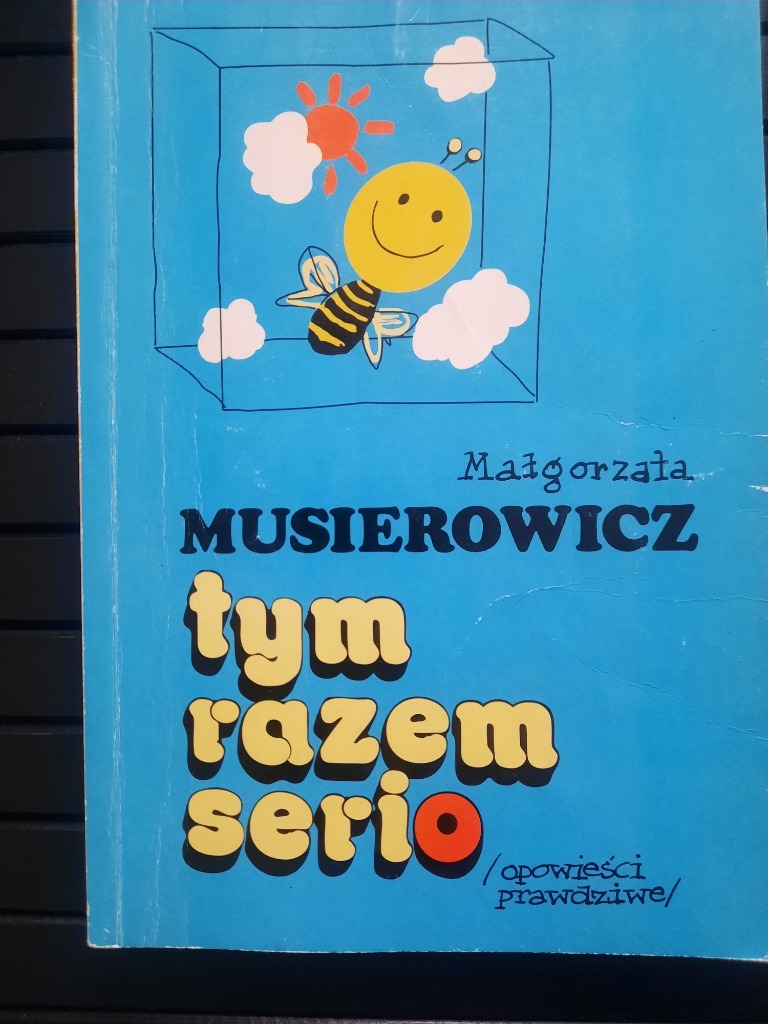 Małgorzata
MUSIEROWICZ
tym
razem
serio
/opowieści
prawdziwe/